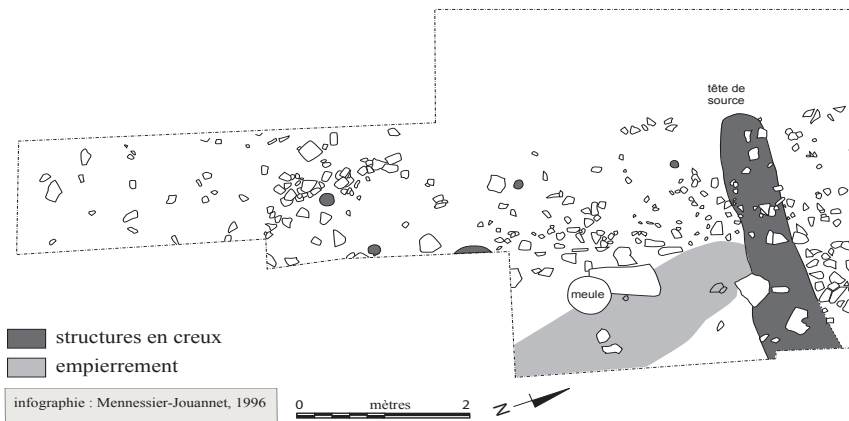 tête de
source
meule
structures en creux
empierrement
infographie : Mennessier-Jouannet, 1996
0 mètres 2
N